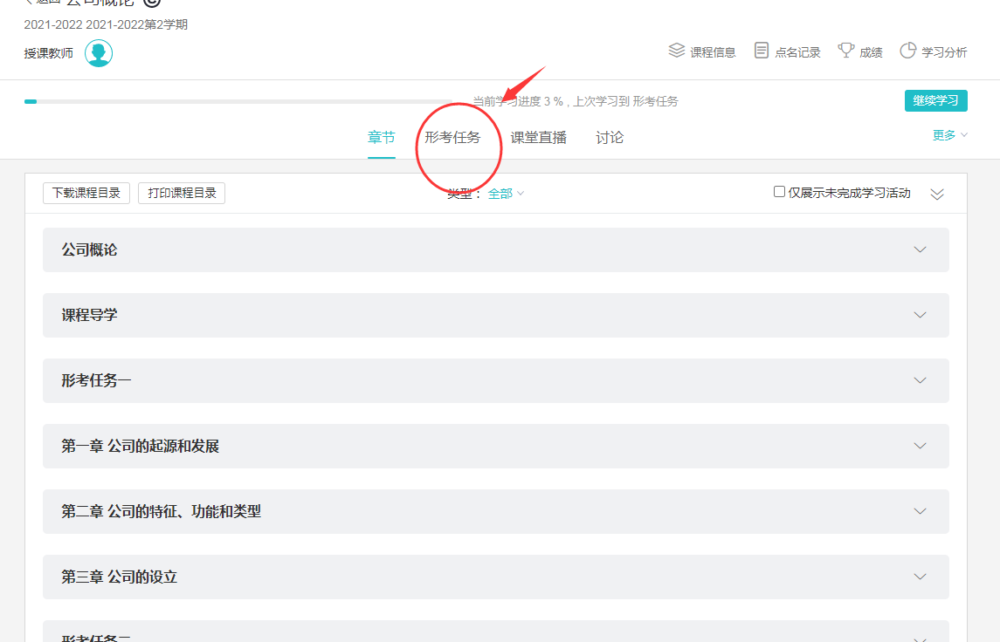 返回 公司概论
2021-2022 2021-2022第2学期
授课教师
课程信息 点名记录 成绩 学习分析
当前学习进度 3 % , 上次学习到 形考任务
继续学习
章节 形考任务 课堂直播 讨论
更多
下载课程目录 打印课程目录 类型： 全部 仅展示未完成学习活动
公司概论
课程导学
形考任务一
第一章 公司的起源和发展
第二章 公司的特征、功能和类型
第三章 公司的设立
形考任务二